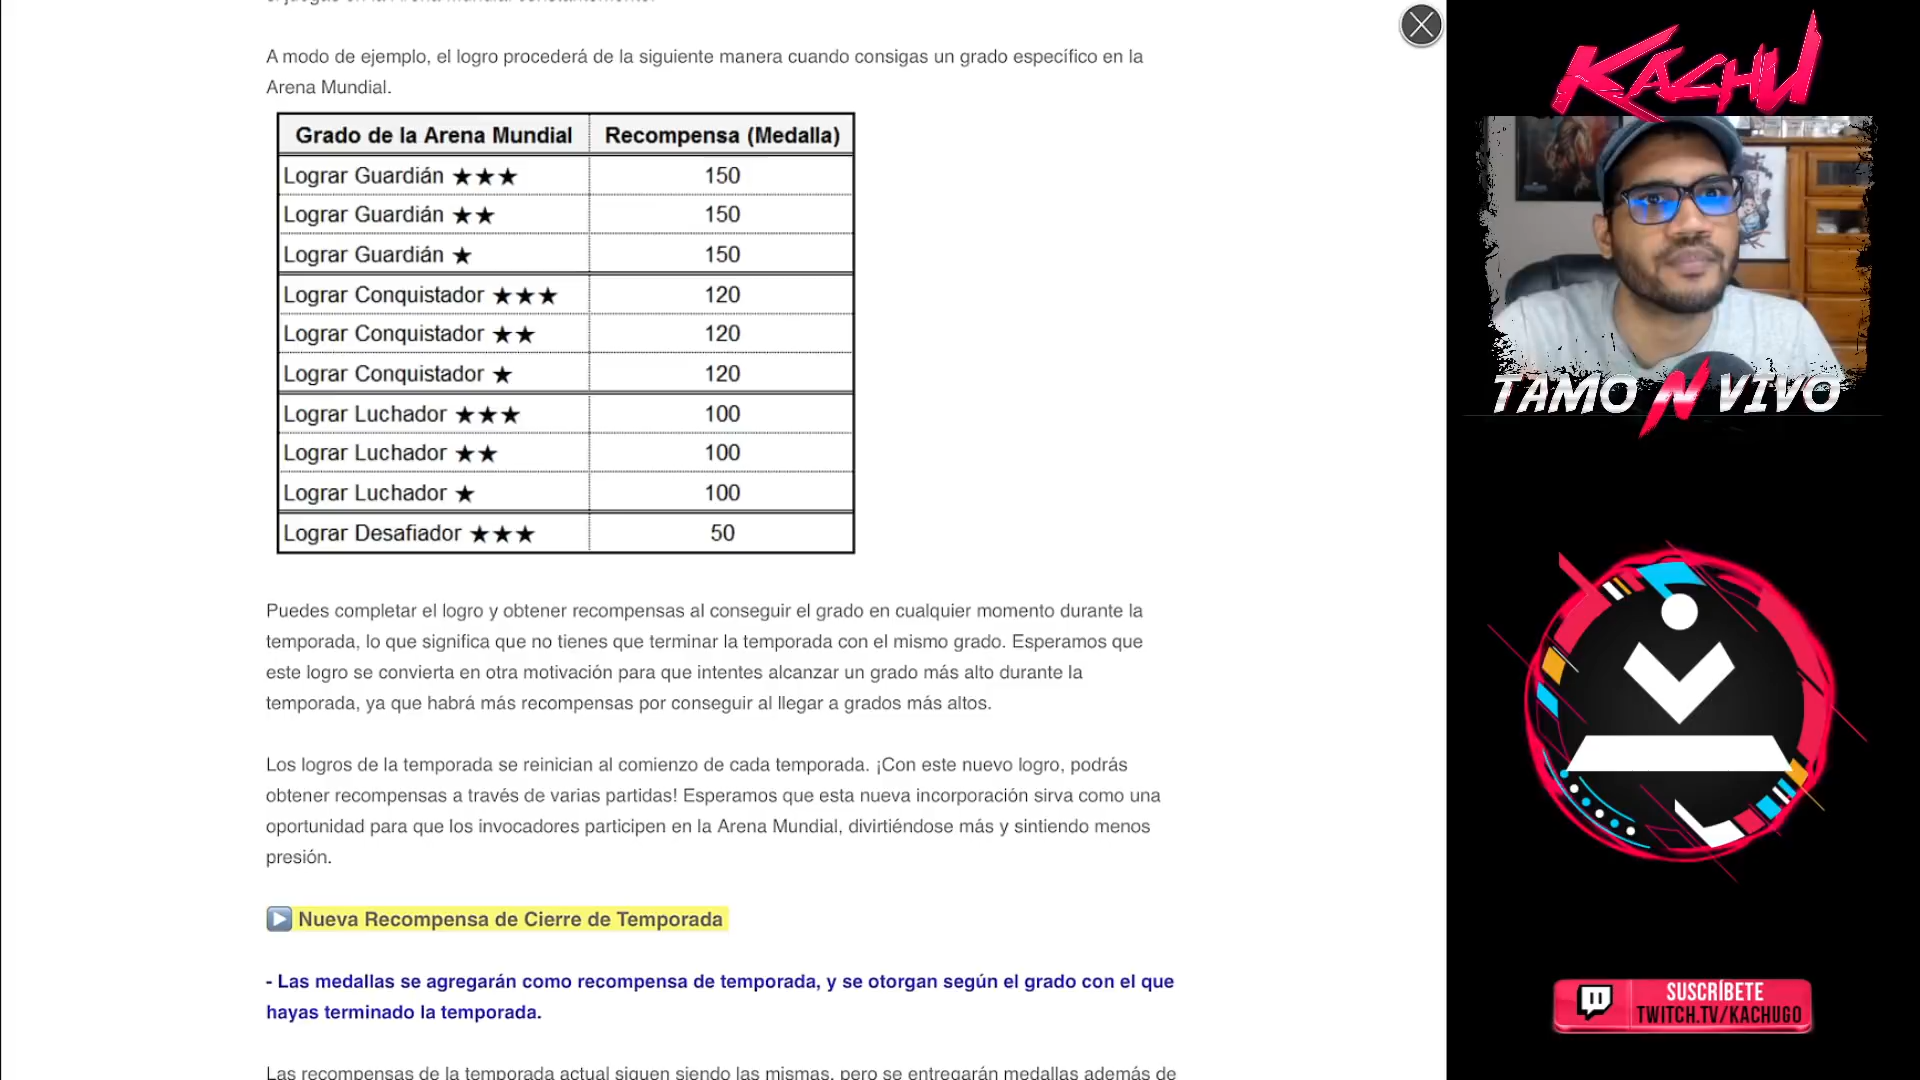 A modo de ejemplo, el logro procederá de la siguiente manera cuando consigas un grado específico en la
Arena Mundial.
Grado de la Arena Mundial Recompensa (Medalla)
Lograr Guardián ★★★ 150
Lograr Guardián ★★ 150
Lograr Guardián ★ 150
Lograr Conquistador ★★★ 120
Lograr Conquistador ★★ 120
Lograr Conquistador ★ 120
Lograr Luchador ★★★ 100
Lograr Luchador ★★ 100
Lograr Luchador ★ 100
Lograr Desafiador ★★★ 50
Puedes completar el logro y obtener recompensas al conseguir el grado en cualquier momento durante la
temporada, lo que significa que no tienes que terminar la temporada con el mismo grado. Esperamos que
este logro se convierta en otra motivación para que intentes alcanzar un grado más alto durante la
temporada, ya que habrá más recompensas por conseguir al llegar a grados más altos.
Los logros de la temporada se reinician al comienzo de cada temporada. ¡Con este nuevo logro, podrás
obtener recompensas a través de varias partidas! Esperamos que esta nueva incorporación sirva como una
oportunidad para que los invocadores participen en la Arena Mundial, divirtiéndose más y sintiendo menos
presión.
Nueva Recompensa de Cierre de Temporada
- Las medallas se agregarán como recompensa de temporada, y se otorgan según el grado con el que
hayas terminado la temporada.
Las recompensas de la temporada actual siguen siendo las mismas, pero se entregarán medallas además de
KACHU
TAMO N VIVO
SUSCRÍBETE
TWITCH.TV/KACHUGO